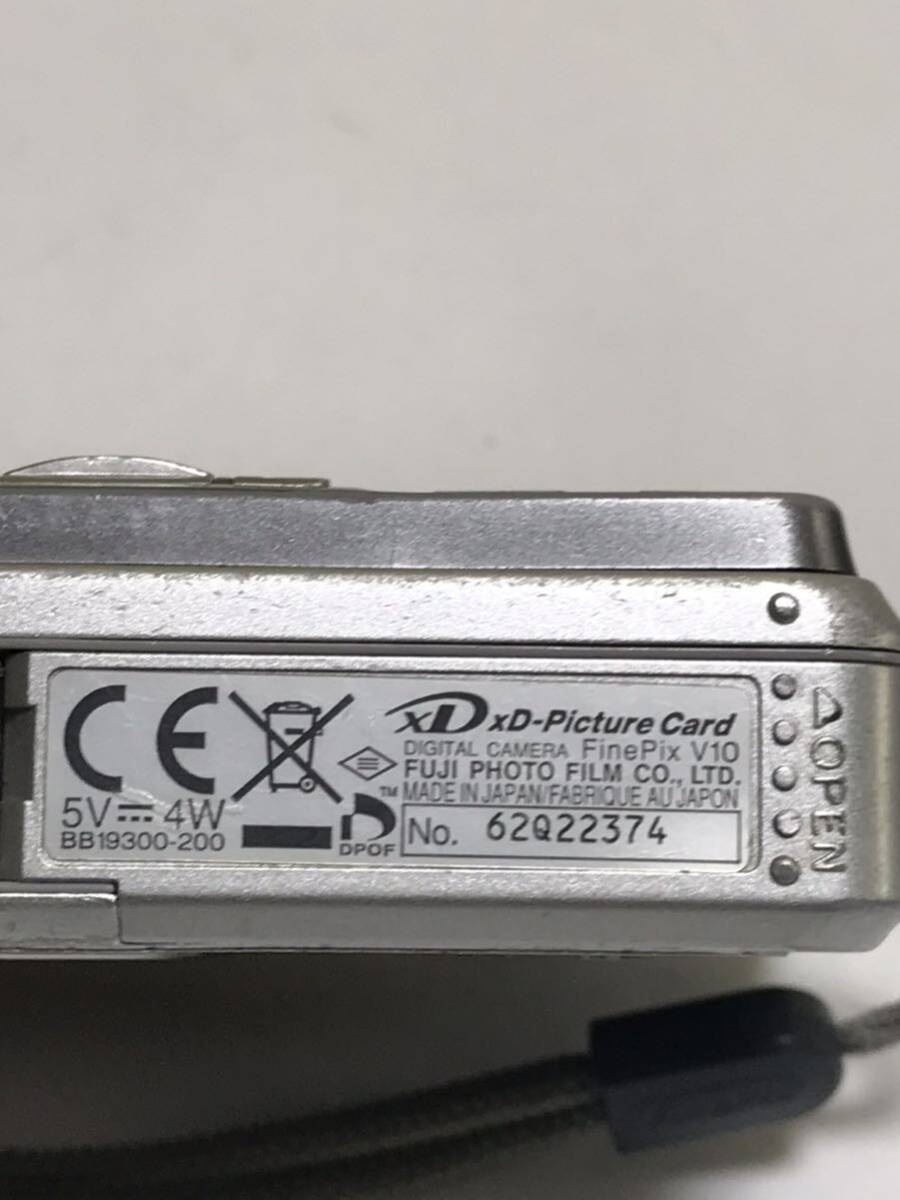 CE
5V⎓4W
BB19300-200
™
DPOF
xD xD-Picture Card
DIGITAL CAMERA FinePix V10
FUJI PHOTO FILM CO., LTD.
MADE IN JAPAN/FABRIQUE AU JAPON
No. 62Q22374
△OPEN